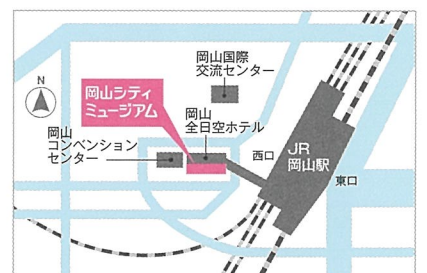 岡山国際
交流センター
N
岡山シティ
ミュージアム
岡山
全日空ホテル
岡山
コンベンション
センター
西口
JR
岡山駅
東口